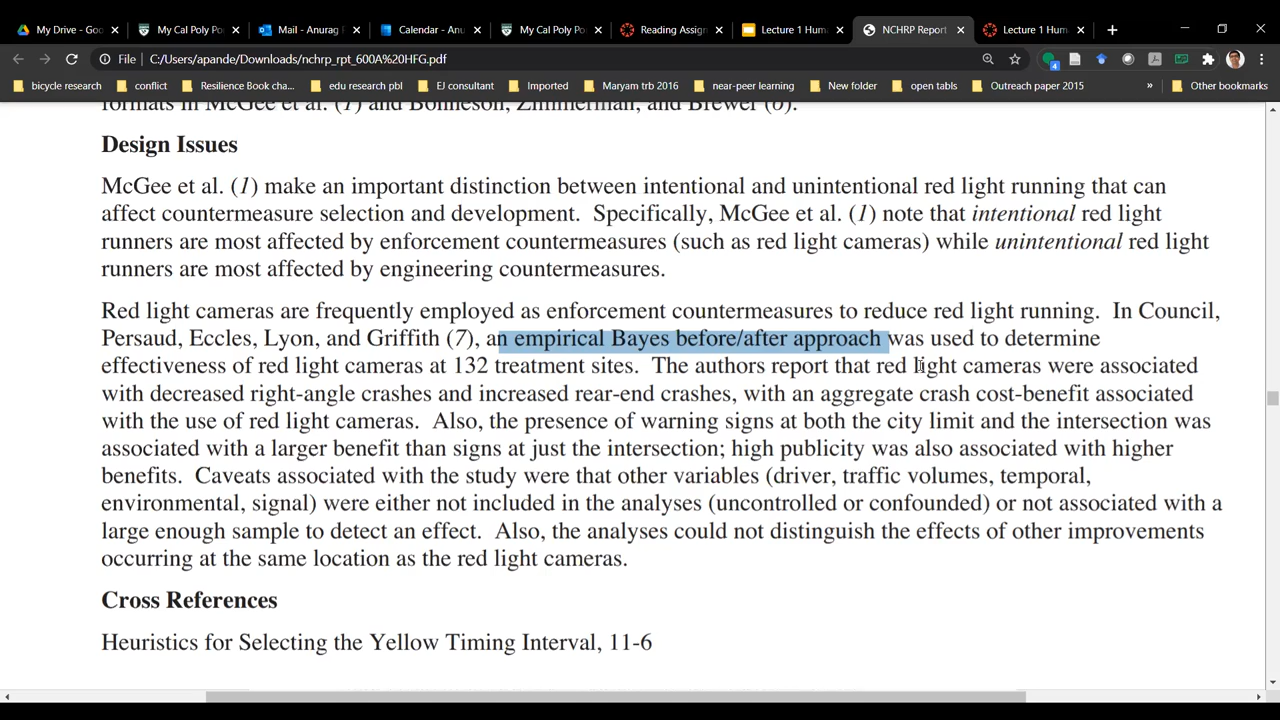 My Drive - Goo
My Cal Poly Po
Mail - Anurag
Calendar - Anu
My Cal Poly Po
Reading Assign
Lecture 1 Hum
NCHRP Report
Lecture 1 Hum
File
C:/Users/apande/Downloads/nchrp_rpt_600A%20HFG.pdf
4
bicycle research
conflict
Resilience Book cha...
edu research pbl
EJ consultant
Imported
Maryam trb 2016
near-peer learning
New folder
open tabs
Outreach paper 2015
»
Other bookmarks
formats in McGee et al. (1) and Bonneson, Zimmerman, and Brewer (6).
Design Issues
McGee et al. (1) make an important distinction between intentional and unintentional red light running that can
affect countermeasure selection and development. Specifically, McGee et al. (1) note that intentional red light
runners are most affected by enforcement countermeasures (such as red light cameras) while unintentional red light
runners are most affected by engineering countermeasures.
Red light cameras are frequently employed as enforcement countermeasures to reduce red light running. In Council,
Persaud, Eccles, Lyon, and Griffith (7), an empirical Bayes before/after approach was used to determine
effectiveness of red light cameras at 132 treatment sites. The authors report that red light cameras were associated
with decreased right-angle crashes and increased rear-end crashes, with an aggregate crash cost-benefit associated
with the use of red light cameras. Also, the presence of warning signs at both the city limit and the intersection was
associated with a larger benefit than signs at just the intersection; high publicity was also associated with higher
benefits. Caveats associated with the study were that other variables (driver, traffic volumes, temporal,
environmental, signal) were either not included in the analyses (uncontrolled or confounded) or not associated with a
large enough sample to detect an effect. Also, the analyses could not distinguish the effects of other improvements
occurring at the same location as the red light cameras.
Cross References
Heuristics for Selecting the Yellow Timing Interval, 11-6